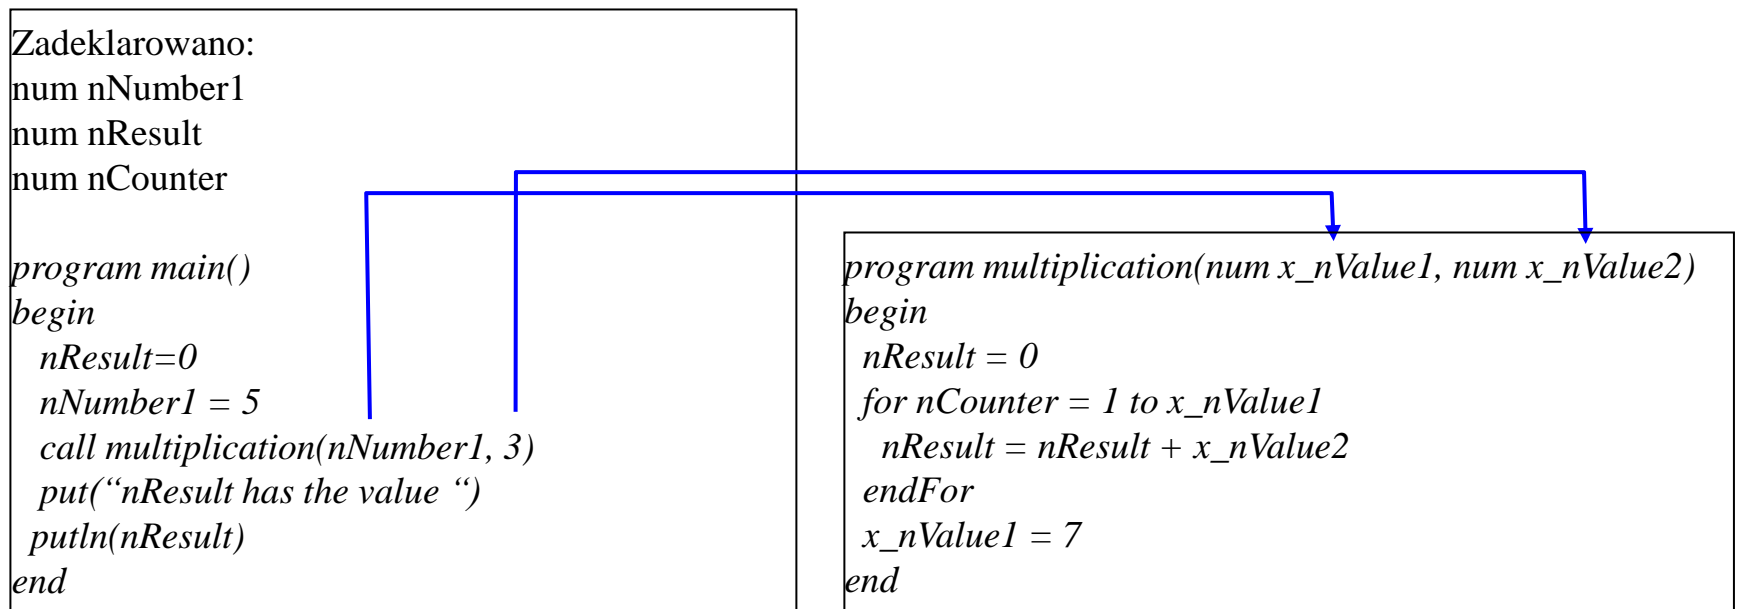 Zadeklarowano:
num nNumber1
num nResult
num nCounter
program main()
begin
nResult=0
nNumber1 = 5
call multiplication(nNumber1, 3)
put(“nResult has the value “)
putln(nResult)
end
program multiplication(num x_nValue1, num x_nValue2)
begin
nResult = 0
for nCounter = 1 to x_nValue1
nResult = nResult + x_nValue2
endFor
x_nValue1 = 7
end